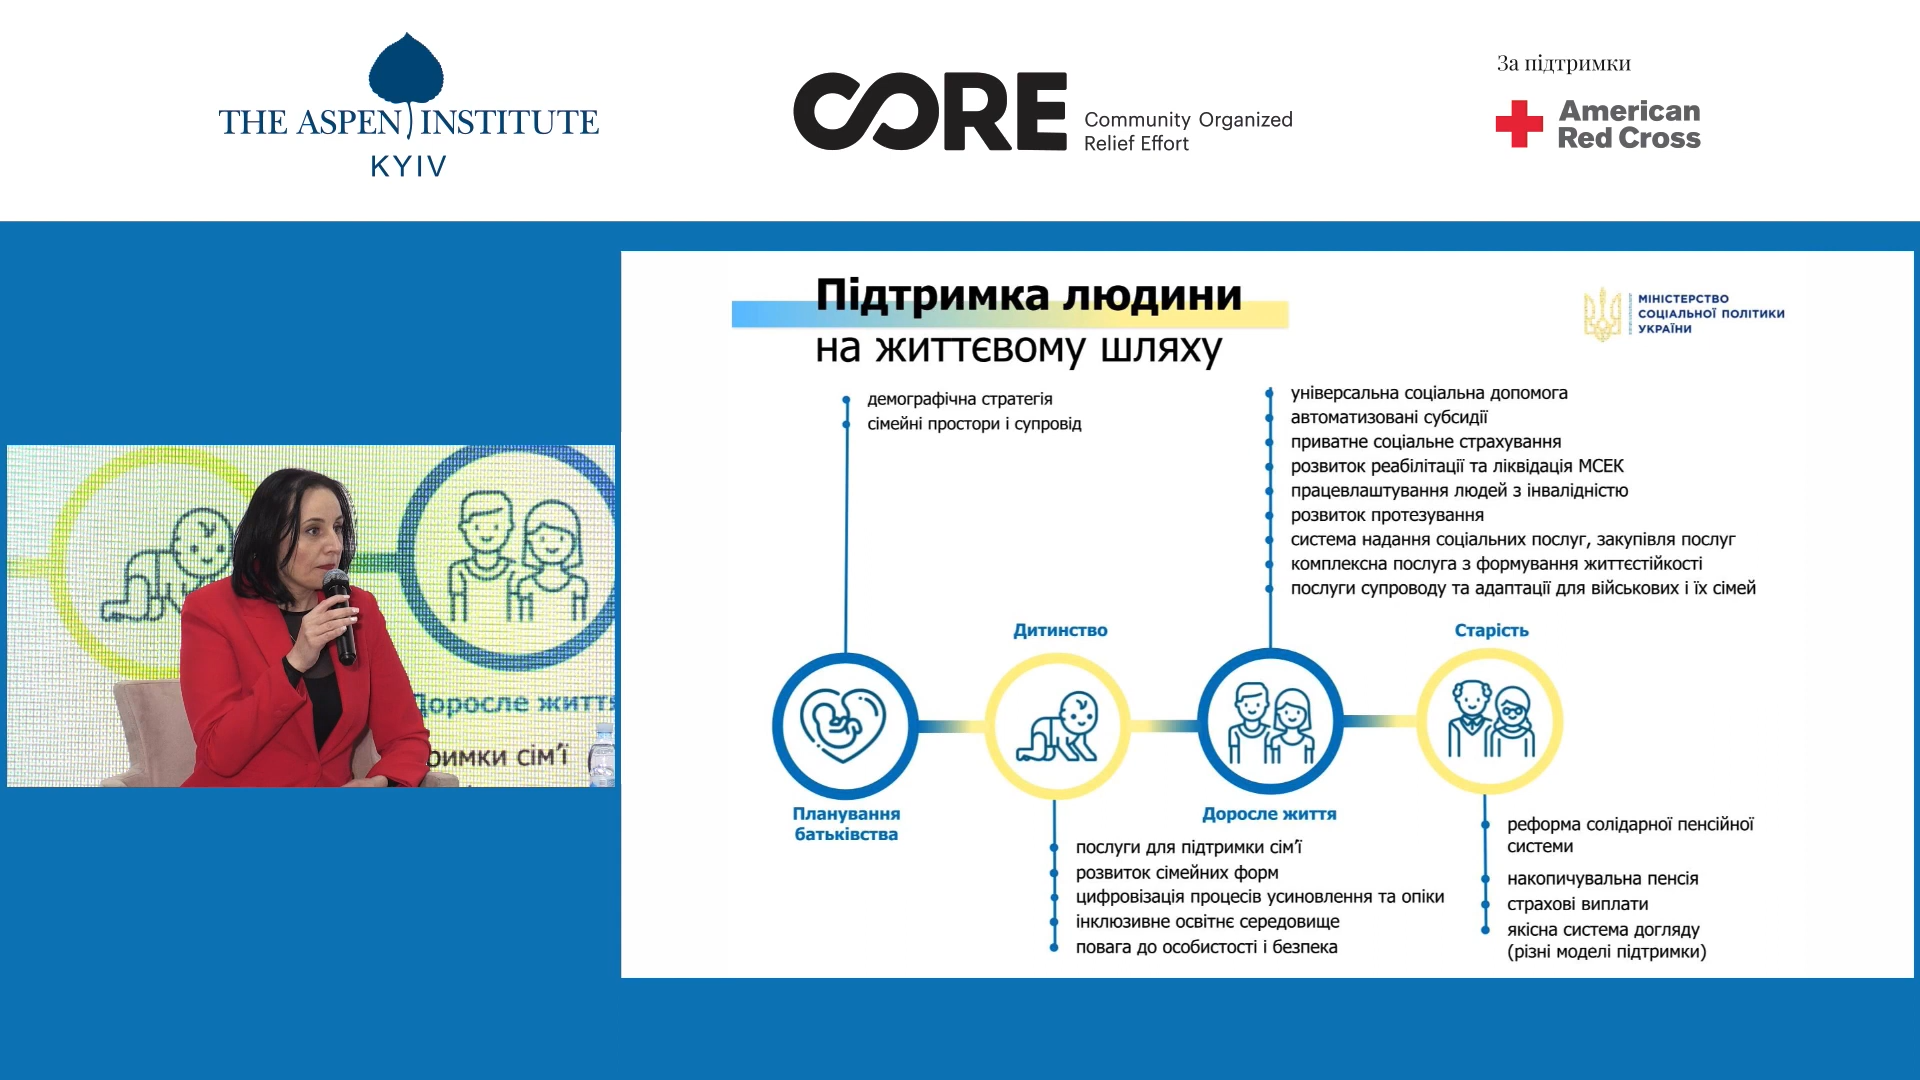 THE ASPEN INSTITUTE
KYIV
CORE
Community Organized
Relief Effort
За підтримки
American
Red Cross
Підтримка людини
на життєвому шляху
МІНІСТЕРСТВО
СОЦІАЛЬНОЇ ПОЛІТИКИ
УКРАЇНИ
демографічна стратегія
сімейні простори і супровід
універсальна соціальна допомога
автоматизовані субсидії
приватне соціальне страхування
розвиток реабілітації та ліквідація МСЕК
працевлаштування людей з інвалідністю
розвиток протезування
система надання соціальних послуг, закупівля послуг
комплексна послуга з формування життєстійкості
послуги супроводу та адаптації для військових і їх сімей
Дитинство
Старість
Планування
батьківства
Доросле життя
послуги для підтримки сім’ї
розвиток сімейних форм
цифровізація процесів усиновлення та опіки
інклюзивне освітнє середовище
повага до особистості і безпека
реформа солідарної пенсійної
системи
накопичувальна пенсія
страхові виплати
якісна система догляду
(різні моделі підтримки)
Доросле життя
римки сім’ї